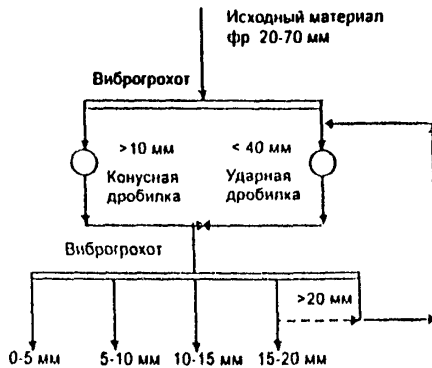 Исходный материал
фр 20-70 мм
Виброгрохот
>10 мм
< 40 мм
Конусная
дробилка
Ударная
дробилка
Виброгрохот
>20 мм
0-5 мм
5-10 мм
10-15 мм
15-20 мм